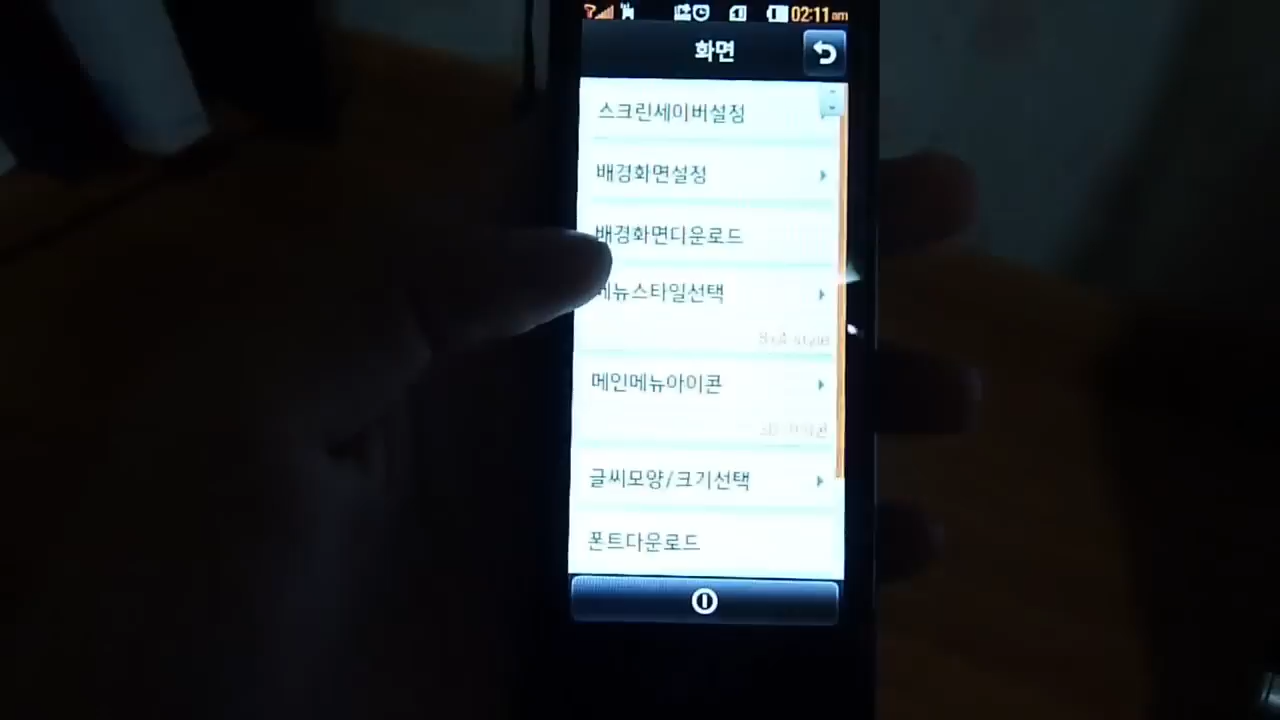 02:11am
화면
스크린세이버설정
배경화면설정
배경화면다운로드
메뉴스타일선택
메인메뉴아이콘
글씨모양/크기선택
폰트다운로드